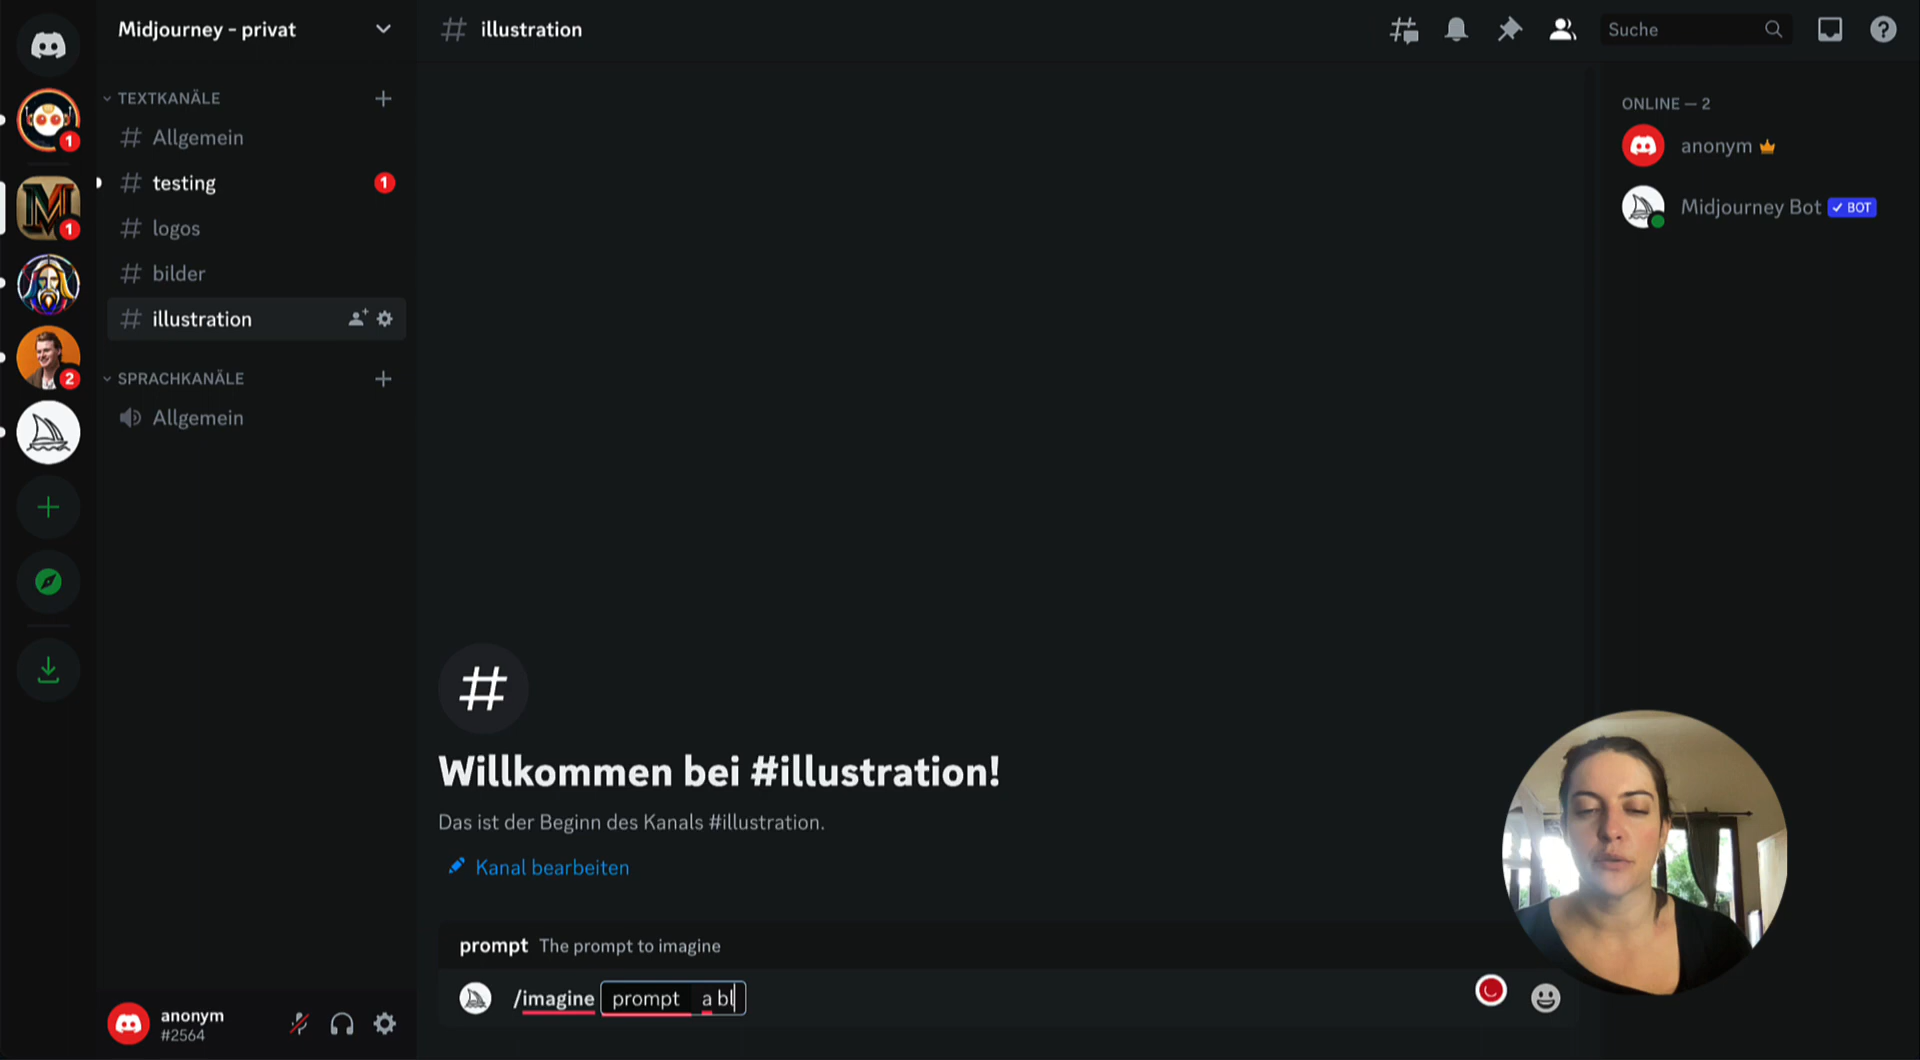 Midjourney - privat
# illustration
Suche
TEXTKANÄLE
# Allgemein
# testing
1
# logos
# bilder
# illustration
SPRACHKANÄLE
Allgemein
1
M
1
2
ONLINE — 2
anonym
Midjourney Bot ✓ BOT
#
Willkommen bei #illustration!
Das ist der Beginn des Kanals #illustration.
Kanal bearbeiten
prompt The prompt to imagine
/imagine prompt a bl
anonym
#2564